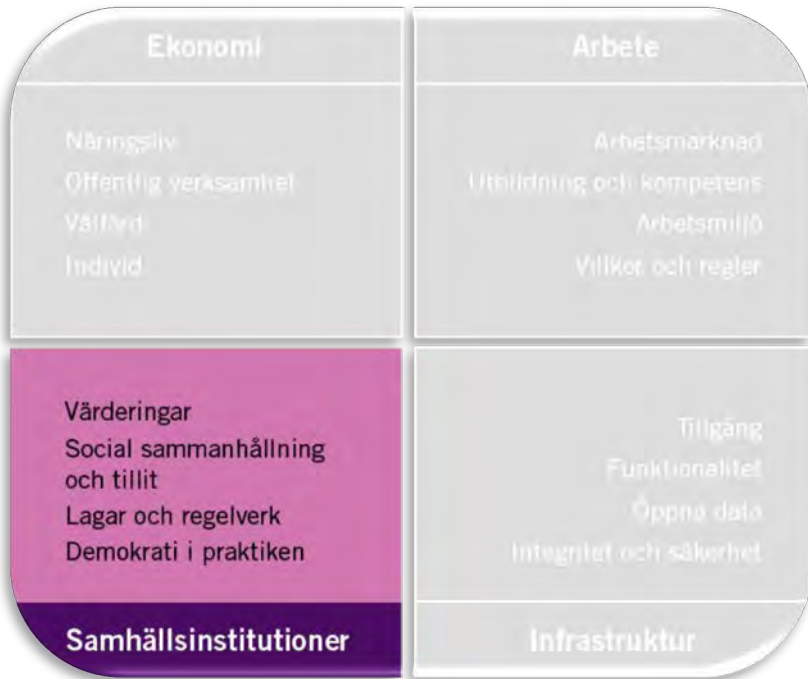 Ekonomi
Näringsliv
Offentlig verksamhet
Välfärd
Individ
Arbete
Arbetsmarknad
Utbildning och kompetens
Arbetsmiljö
Villkor och regler
Värderingar
Social sammanhållning
och tillit
Lagar och regelverk
Demokrati i praktiken
Samhällsinstitutioner
Tillgång
Funktionalitet
Öppna data
Integritet och säkerhet
Infrastruktur